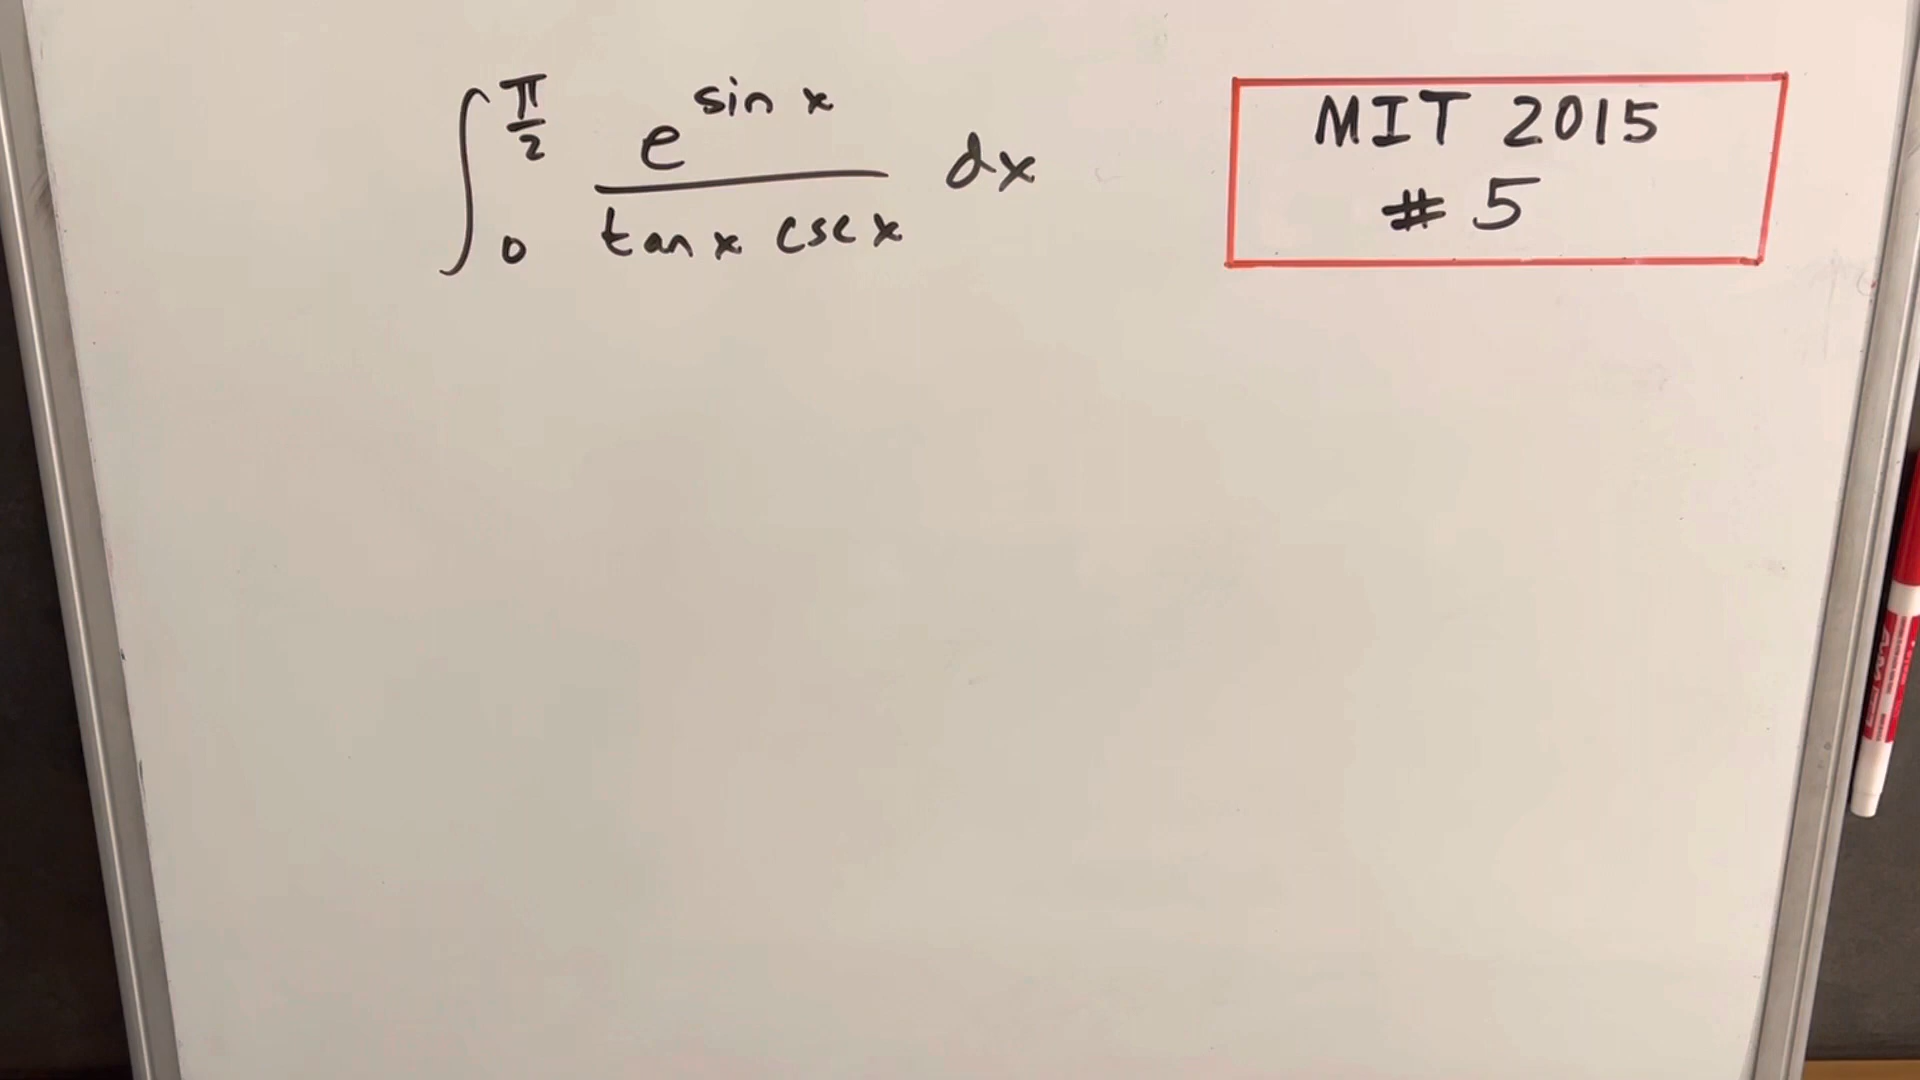 ∫₀^{π/2} e^{sin x} / (tan x csc x) dx
MIT 2015
# 5